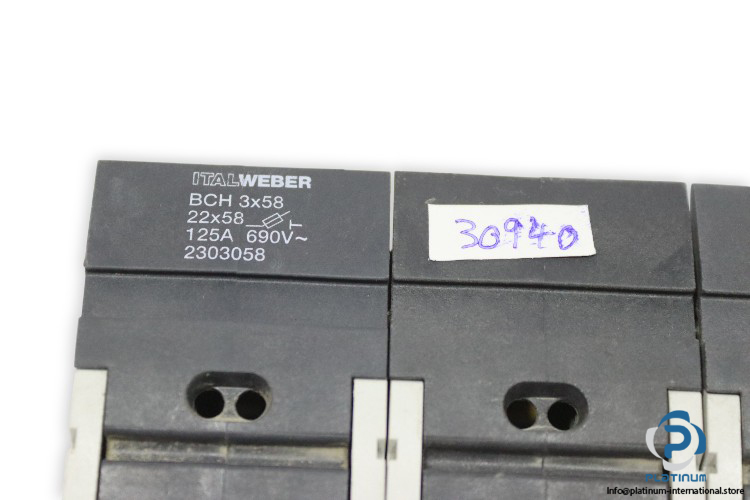 ITALWEBER
BCH 3x58
22x58
125A 690V~
2303058
30940
PLATINUM
Info@platinum-international.store